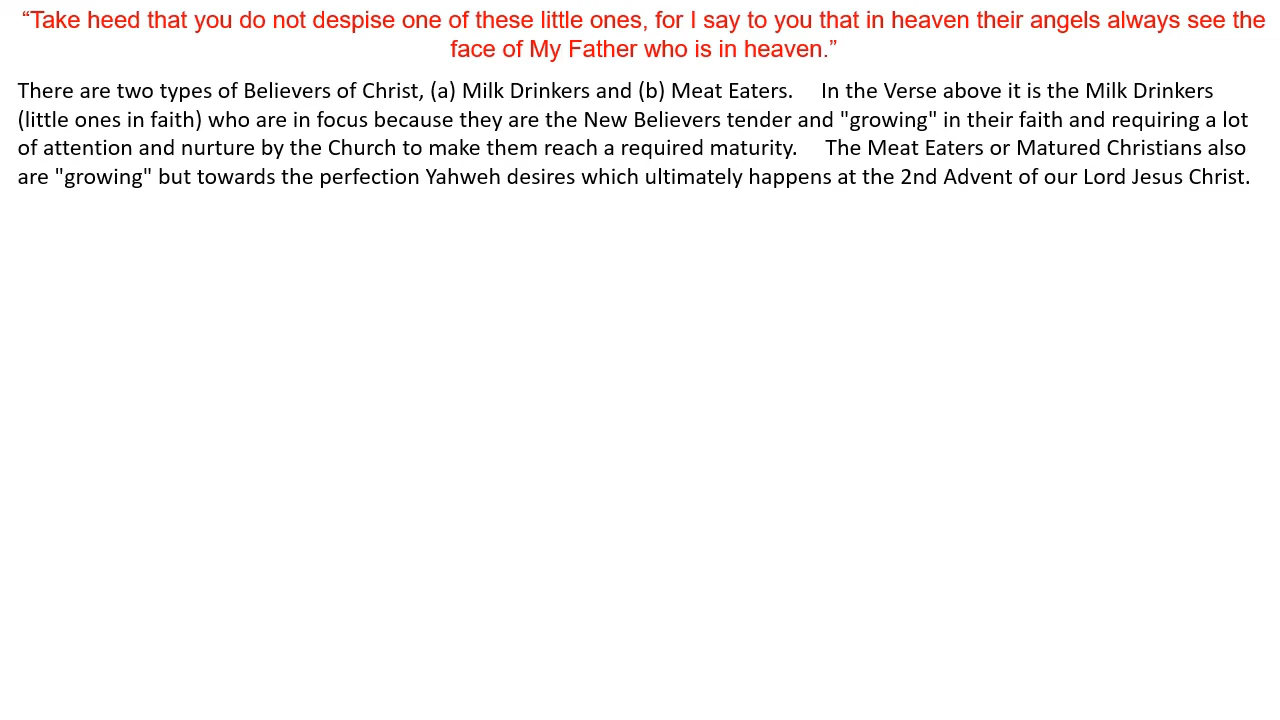 “Take heed that you do not despise one of these little ones, for I say to you that in heaven their angels always see the
face of My Father who is in heaven.”
There are two types of Believers of Christ, (a) Milk Drinkers and (b) Meat Eaters.    In the Verse above it is the Milk Drinkers
(little ones in faith) who are in focus because they are the New Believers tender and "growing" in their faith and requiring a lot
of attention and nurture by the Church to make them reach a required maturity.    The Meat Eaters or Matured Christians also
are "growing" but towards the perfection Yahweh desires which ultimately happens at the 2nd Advent of our Lord Jesus Christ.